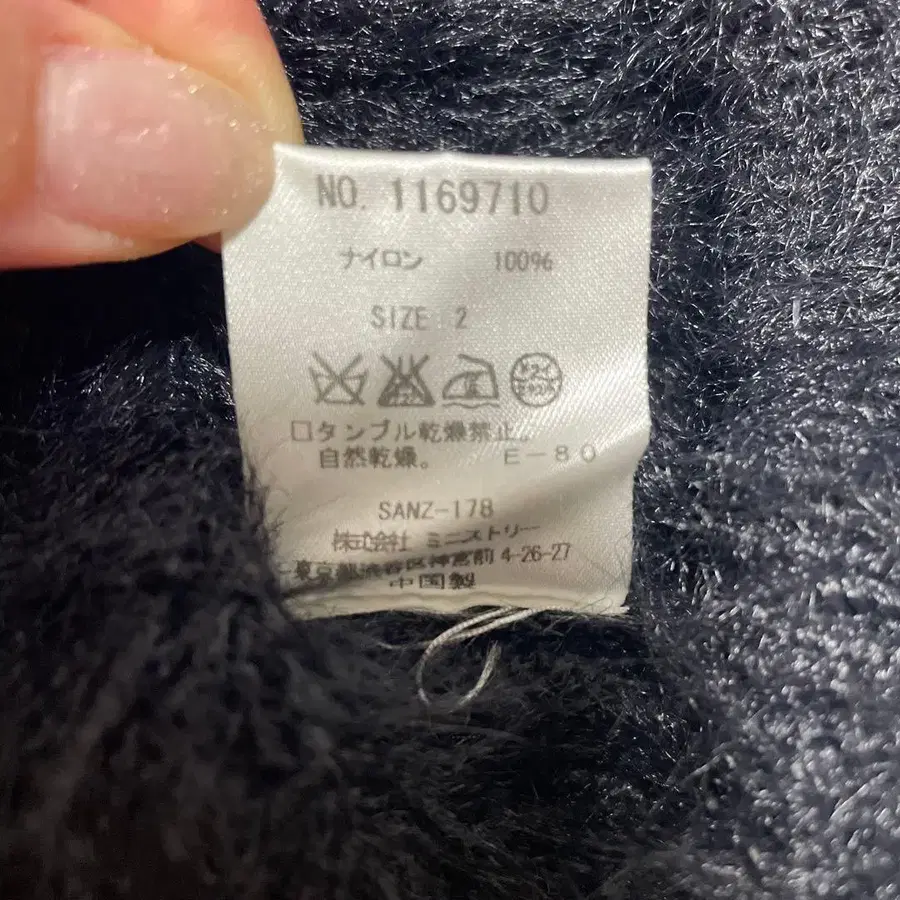 NO. 1169710
ナイロン 100%
SIZE 2
□タンブル乾燥禁止。
自然乾燥。 E-80
SANZ-178
株式会社 ミニストリー
東京都渋谷区神宮前 4-26-27
中国製